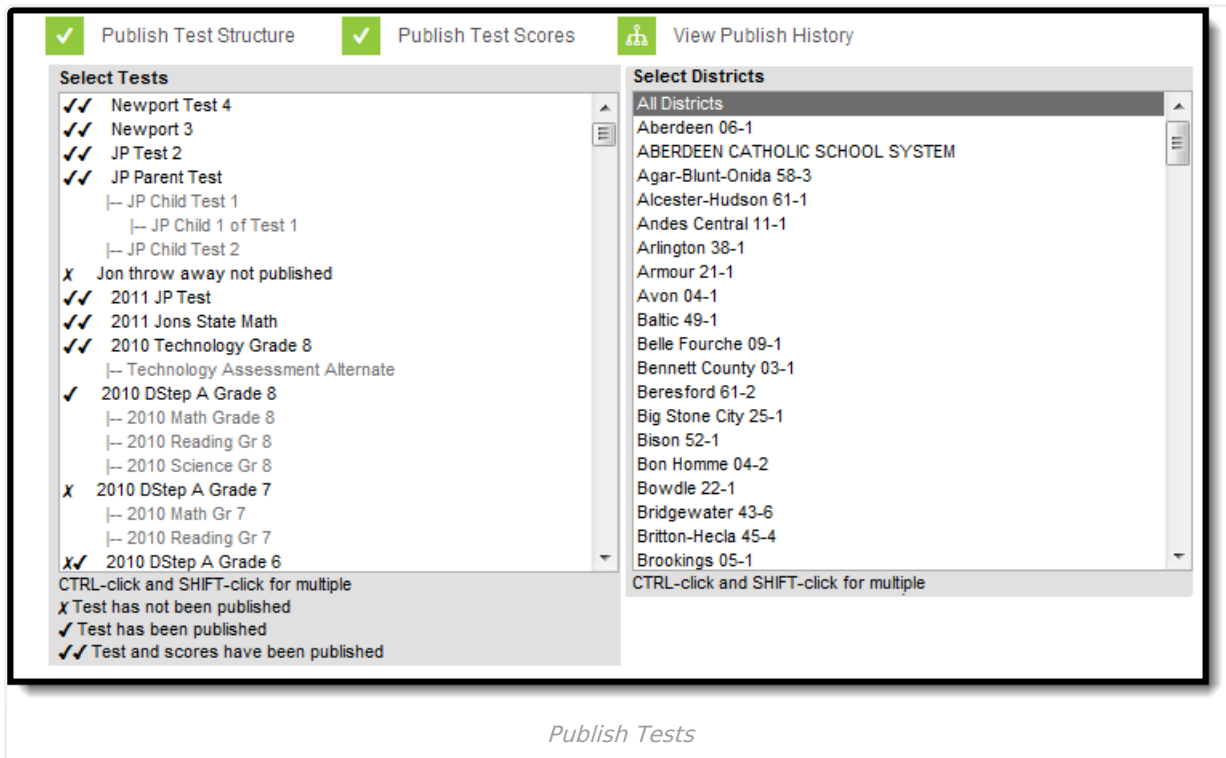 Publish Test Structure Publish Test Scores View Publish History
Select Tests
✓✓ Newport Test 4
✓✓ Newport 3
✓✓ JP Test 2
✓✓ JP Parent Test
|-- JP Child Test 1
|-- JP Child 1 of Test 1
|-- JP Child Test 2
✗ Jon throw away not published
✓✓ 2011 JP Test
✓✓ 2011 Jons State Math
✓✓ 2010 Technology Grade 8
|-- Technology Assessment Alternate
✓ 2010 DStep A Grade 8
|-- 2010 Math Grade 8
|-- 2010 Reading Gr 8
|-- 2010 Science Gr 8
✗ 2010 DStep A Grade 7
|-- 2010 Math Gr 7
|-- 2010 Reading Gr 7
✗✓ 2010 DStep A Grade 6
CTRL-click and SHIFT-click for multiple
✗ Test has not been published
✓ Test has been published
✓✓ Test and scores have been published
Select Districts
All Districts
Aberdeen 06-1
ABERDEEN CATHOLIC SCHOOL SYSTEM
Agar-Blunt-Onida 58-3
Alcester-Hudson 61-1
Andes Central 11-1
Arlington 38-1
Armour 21-1
Avon 04-1
Baltic 49-1
Belle Fourche 09-1
Bennett County 03-1
Beresford 61-2
Big Stone City 25-1
Bison 52-1
Bon Homme 04-2
Bowdle 22-1
Bridgewater 43-6
Britton-Hecla 45-4
Brookings 05-1
CTRL-click and SHIFT-click for multiple
Publish Tests